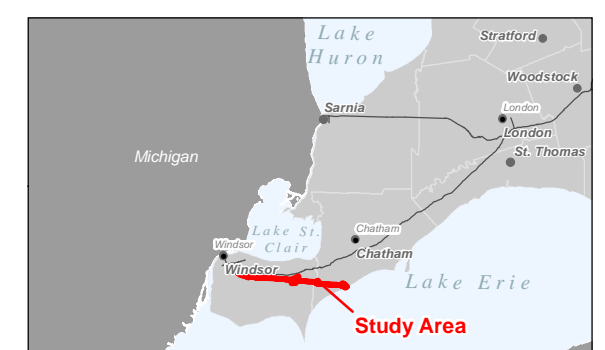 Lake
Huron
Stratford
Woodstock
Sarnia
London
London
Michigan
St. Thomas
Lake St.
Clair
Chatham
Chatham
Windsor
Windsor
Lake Erie
Study Area